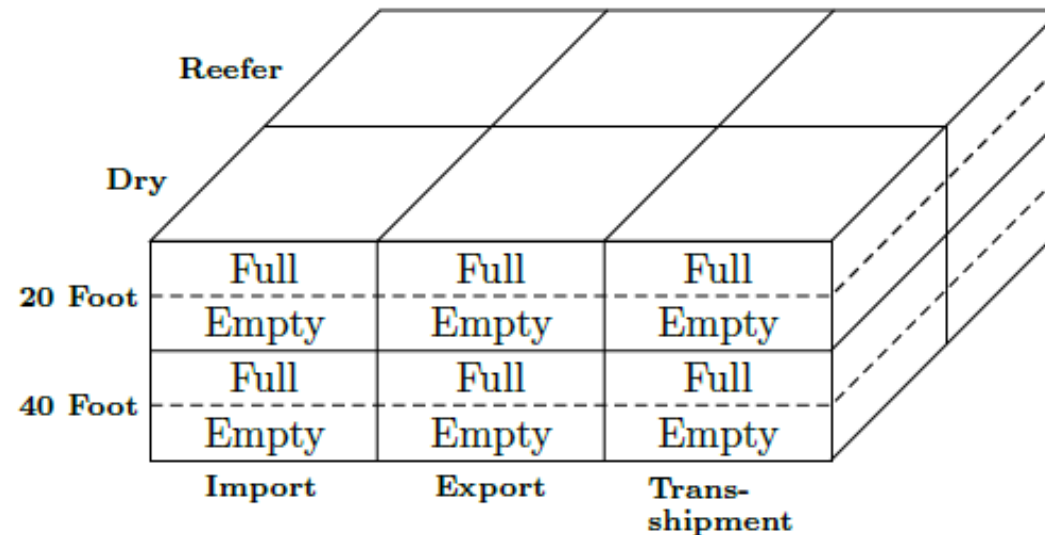 Reefer
Dry
Full Full Full
20 Foot
Empty Empty Empty
Full Full Full
40 Foot
Empty Empty Empty
Import Export Trans-
shipment